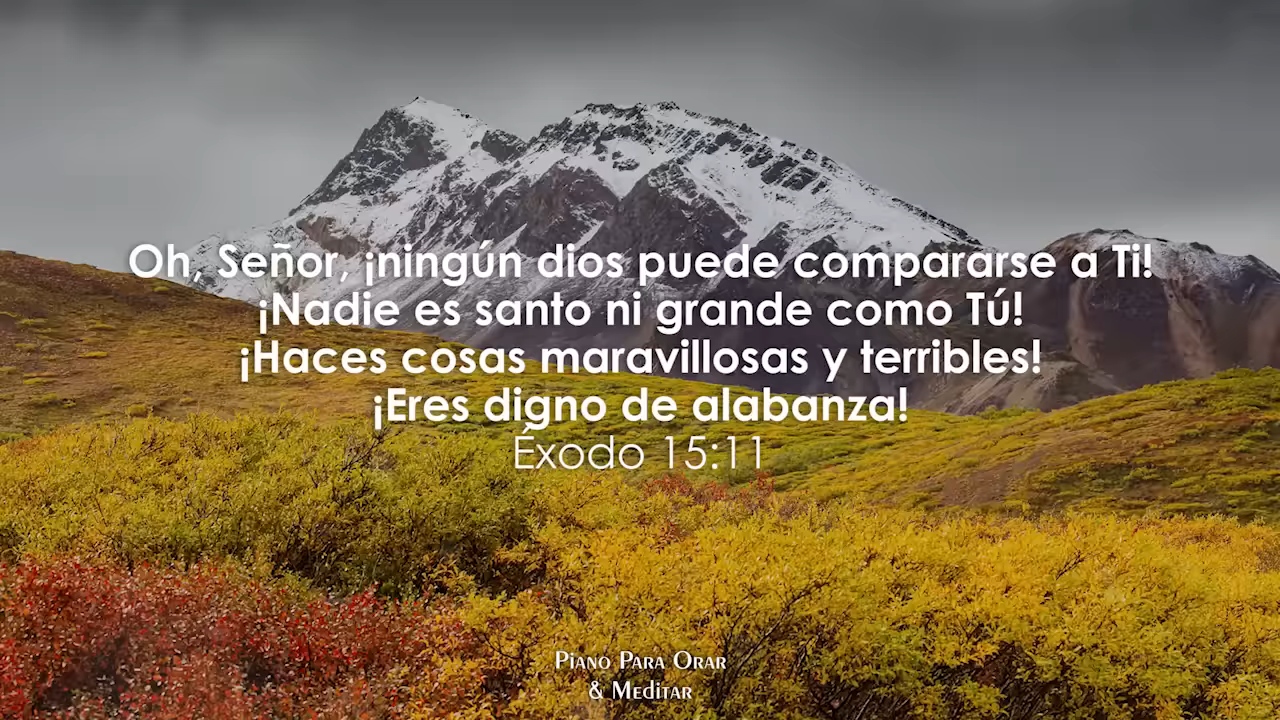 Oh, Señor, ¡ningún dios puede compararse a Ti!
¡Nadie es santo ni grande como Tú!
¡Haces cosas maravillosas y terribles!
¡Eres digno de alabanza!
Éxodo 15:11
Piano Para Orar
& Meditar